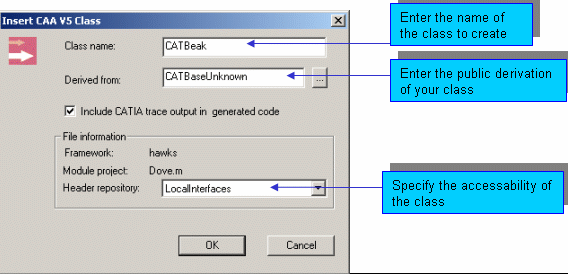 Insert CAA V5 Class
Class name:
CATBeak
Derived from:
CATBaseUnknown
...
Include CATIA trace output in generated code
File information
Framework:
hawks
Module project:
Dove.m
Header repository:
LocalInterfaces
OK
Cancel
Enter the name of
the class to create
Enter the public derivation
of your class
Specify the accessability of
the class